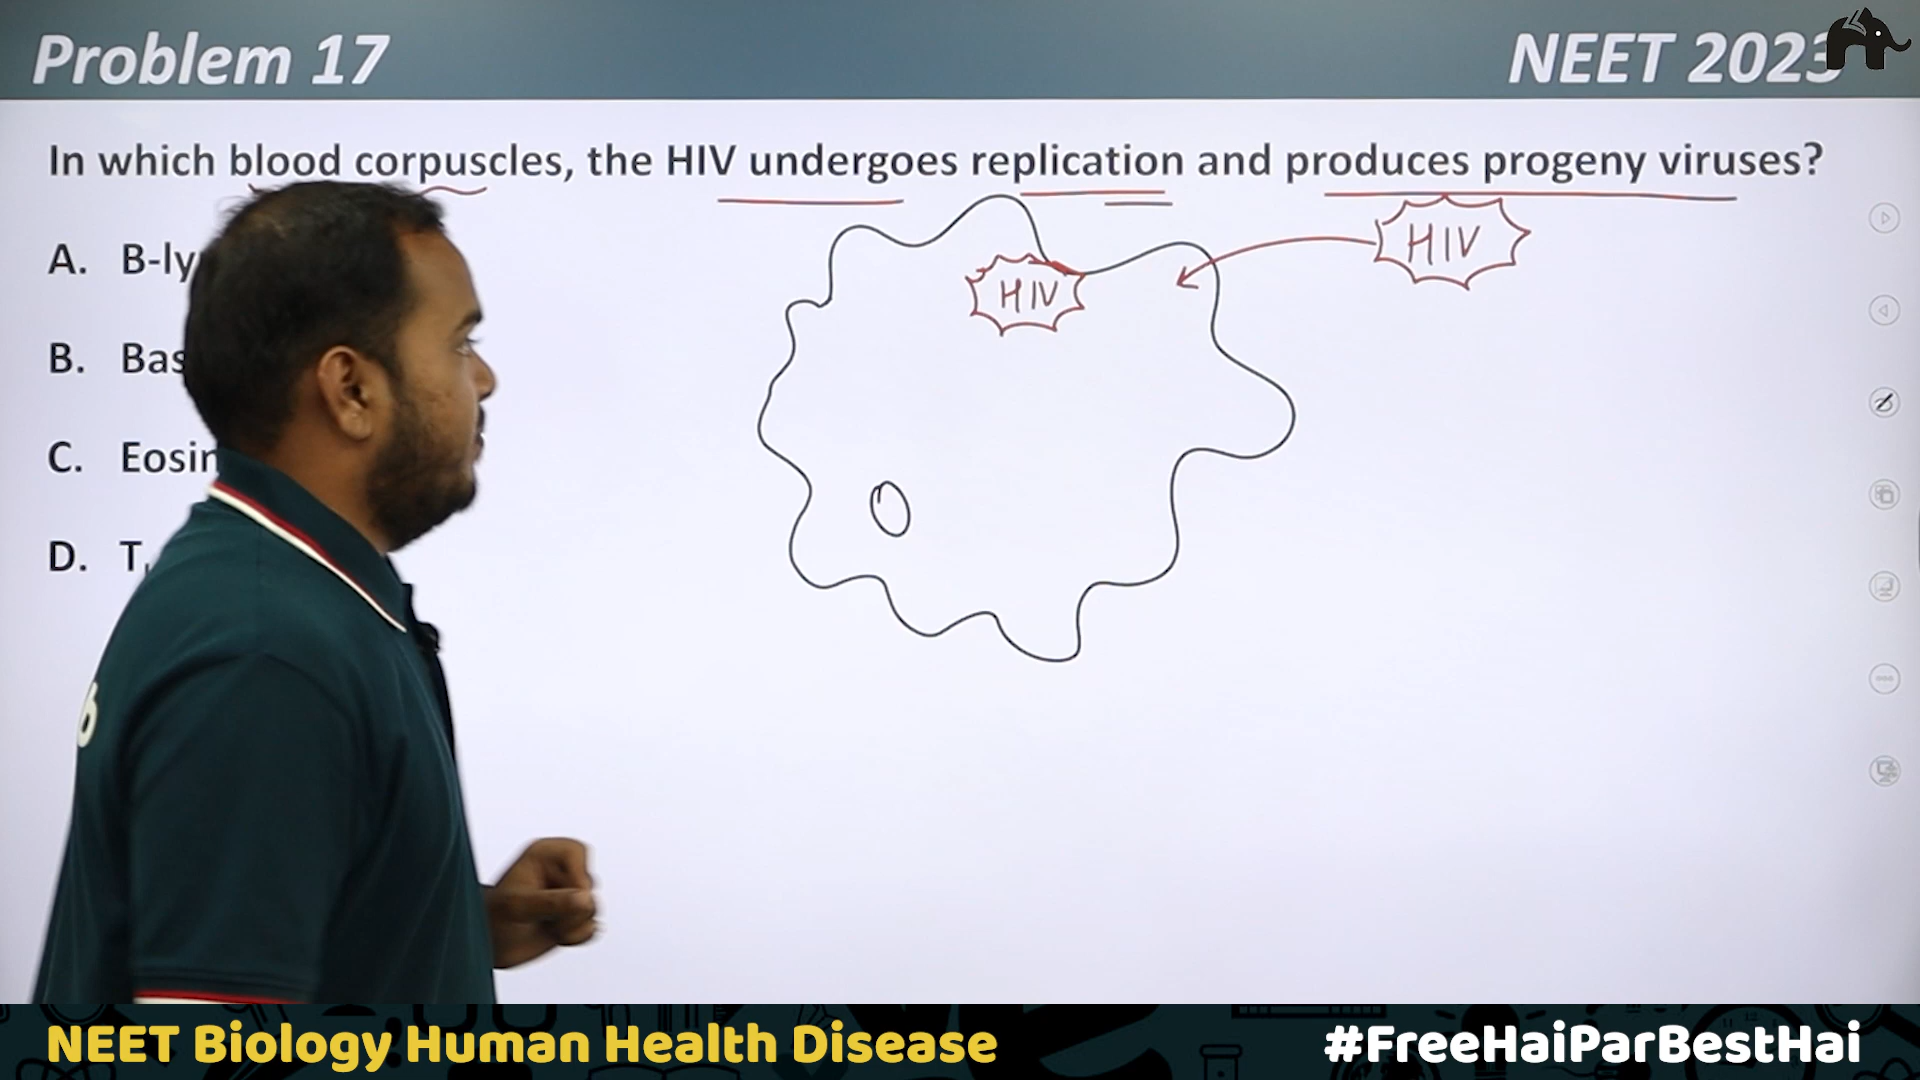 Problem 17
NEET 2023
In which blood corpuscles, the HIV undergoes replication and produces progeny viruses?
HIV
HIV
A. B-ly
B. Bas
C. Eosin
D. T
NEET Biology Human Health Disease
#FreeHaiParBestHai